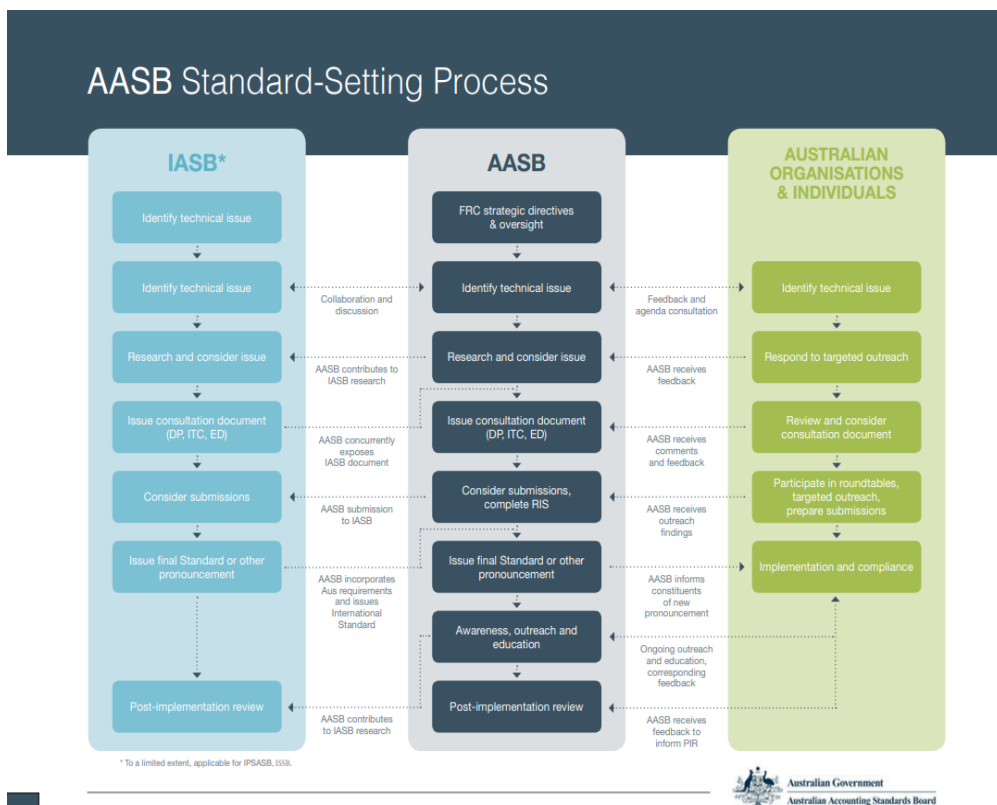 AASB Standard-Setting Process
IASB*
Identify technical issue
Identify technical issue
Research and consider issue
Issue consultation document
(DP, ITC, ED)
Consider submissions
Issue final Standard or other
pronouncement
Post-implementation review
Collaboration and
discussion
AASB contributes to
IASB research
AASB concurrently
exposes
IASB document
AASB submission
to IASB
AASB incorporates
Aus requirements
and issues
International
Standard
AASB contributes
to IASB research
AASB
FRC strategic directives
& oversight
Identify technical issue
Research and consider issue
Issue consultation document
(DP, ITC, ED)
Consider submissions,
complete RIS
Issue final Standard or other
pronouncement
Awareness, outreach and
education
Post-implementation review
Feedback and
agenda consultation
AASB receives
feedback
AASB receives
comments
and feedback
AASB receives
outreach
findings
AASB informs
constituents
of new
pronouncement
Ongoing outreach
and education,
corresponding
feedback
AASB receives
feedback to
inform PIR
AUSTRALIAN
ORGANISATIONS
& INDIVIDUALS
Identify technical issue
Respond to targeted outreach
Review and consider
consultation document
Participate in roundtables,
targeted outreach,
prepare submissions
Implementation and compliance
* To a limited extent, applicable for IPSASB, ISSB.
Australian Government
Australian Accounting Standards Board